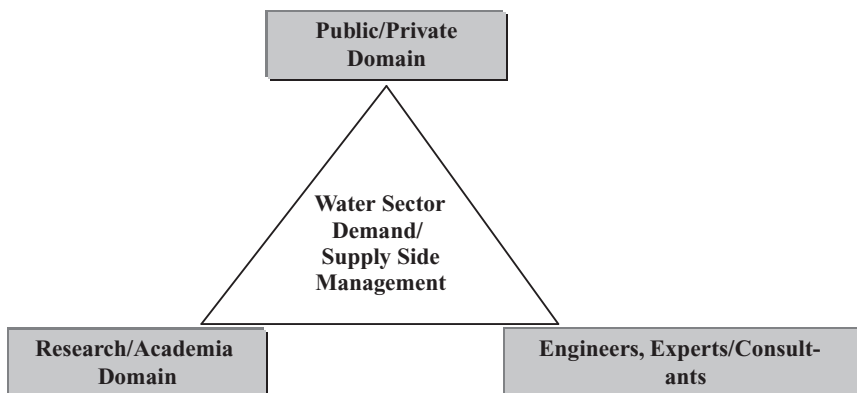 Public/Private
Domain
Water Sector
Demand/
Supply Side
Management
Research/Academia
Domain
Engineers, Experts/Consult-
ants